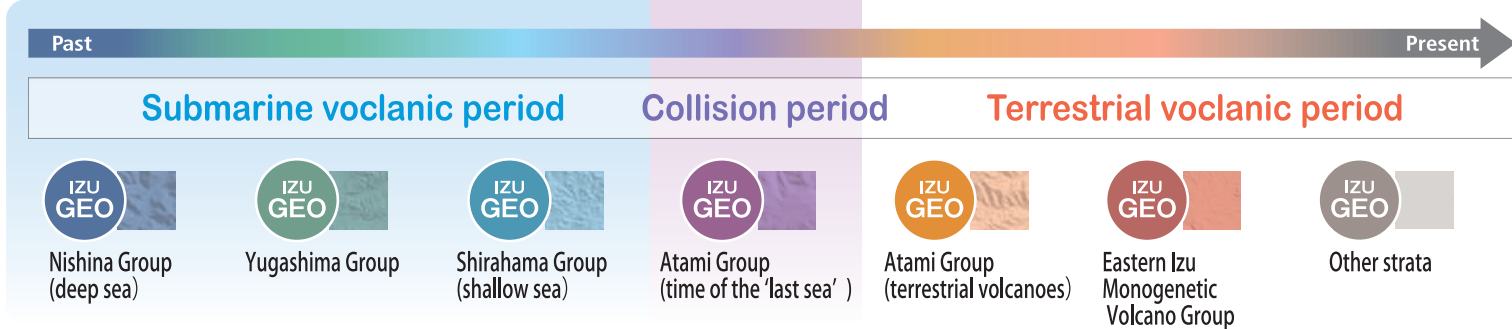 Past
Present
Submarine voclanic period
Collision period
Terrestrial voclanic period
IZU
GEO
Nishina Group
(deep sea)
IZU
GEO
Yugashima Group
IZU
GEO
Shirahama Group
(shallow sea)
IZU
GEO
Atami Group
(time of the ‘last sea’ )
IZU
GEO
Atami Group
(terrestrial volcanoes)
IZU
GEO
Eastern Izu
Monogenetic
Volcano Group
IZU
GEO
Other strata